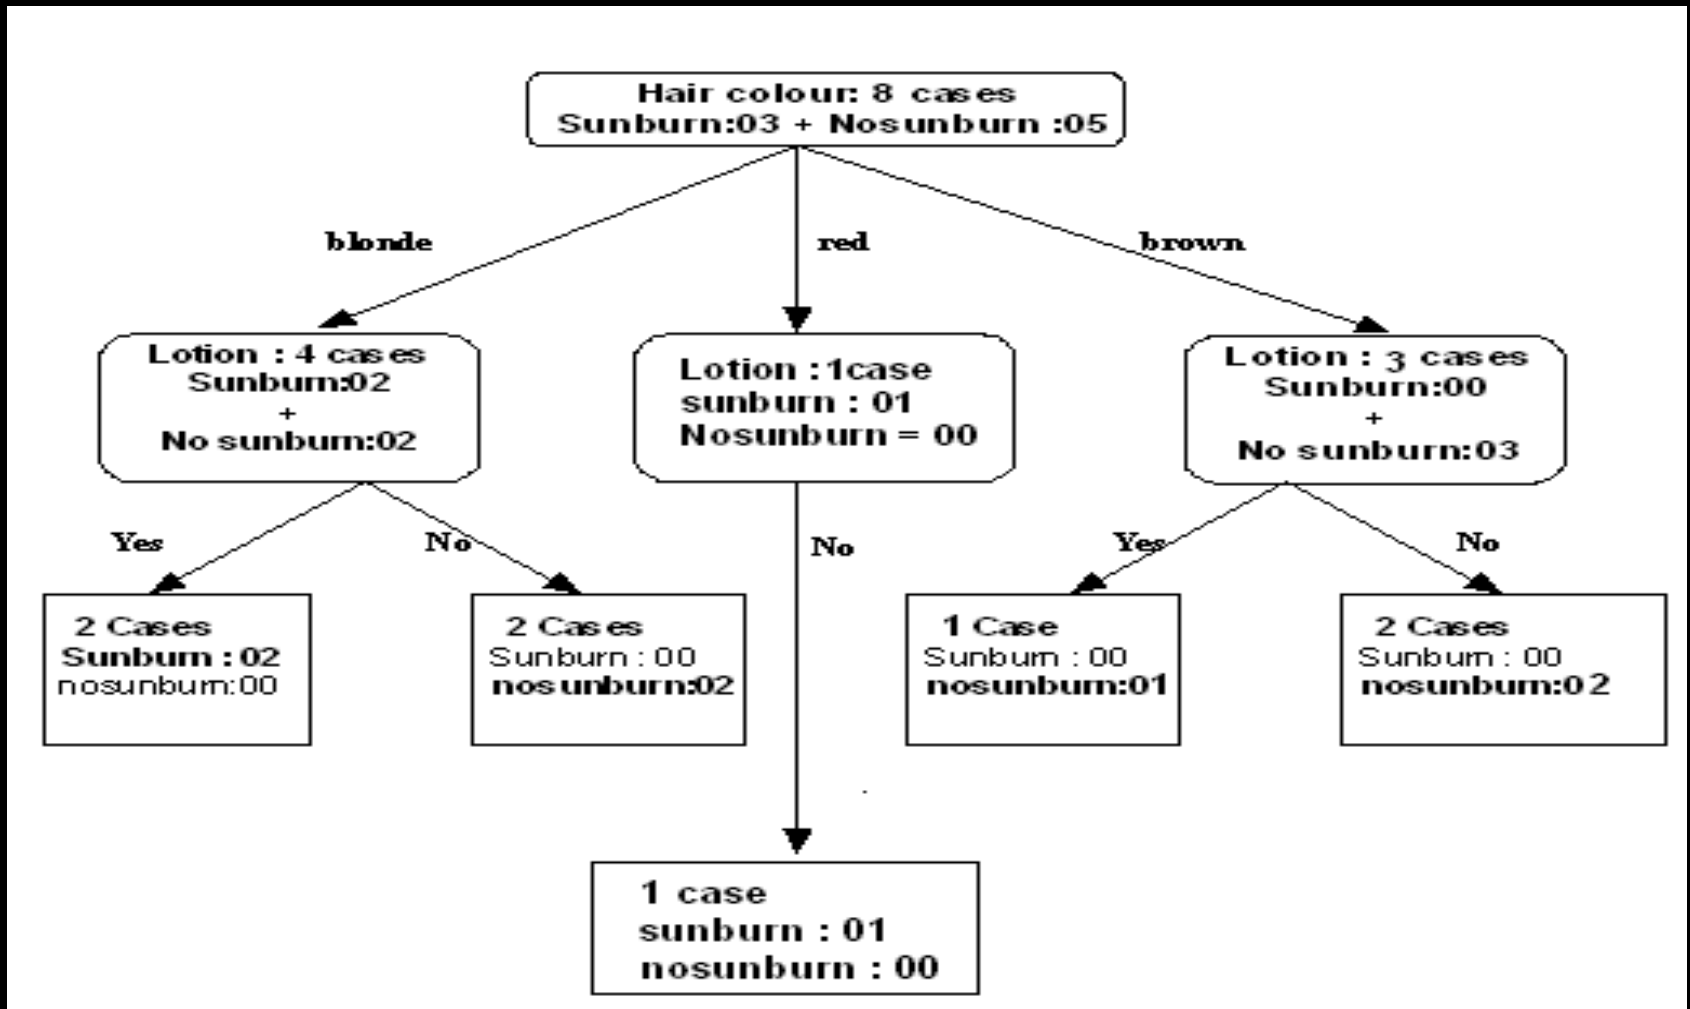 Hair colour: 8 cases
Sunburn:03 + Nosunburn :05
blonde
red
brown
Lotion : 4 cases
Sunburn:02
+
No sunburn:02
Lotion :1case
sunburn : 01
Nosunburn = 00
Lotion : 3 cases
Sunburn:00
+
No sunburn:03
Yes
No
No
Yes
No
2 Cases
Sunburn : 02
nosunburn:00
2 Cases
Sunburn : 00
nosunburn:02
1 Case
Sunburn : 00
nosunburn:01
2 Cases
Sunburn : 00
nosunburn:02
1 case
sunburn : 01
nosunburn : 00